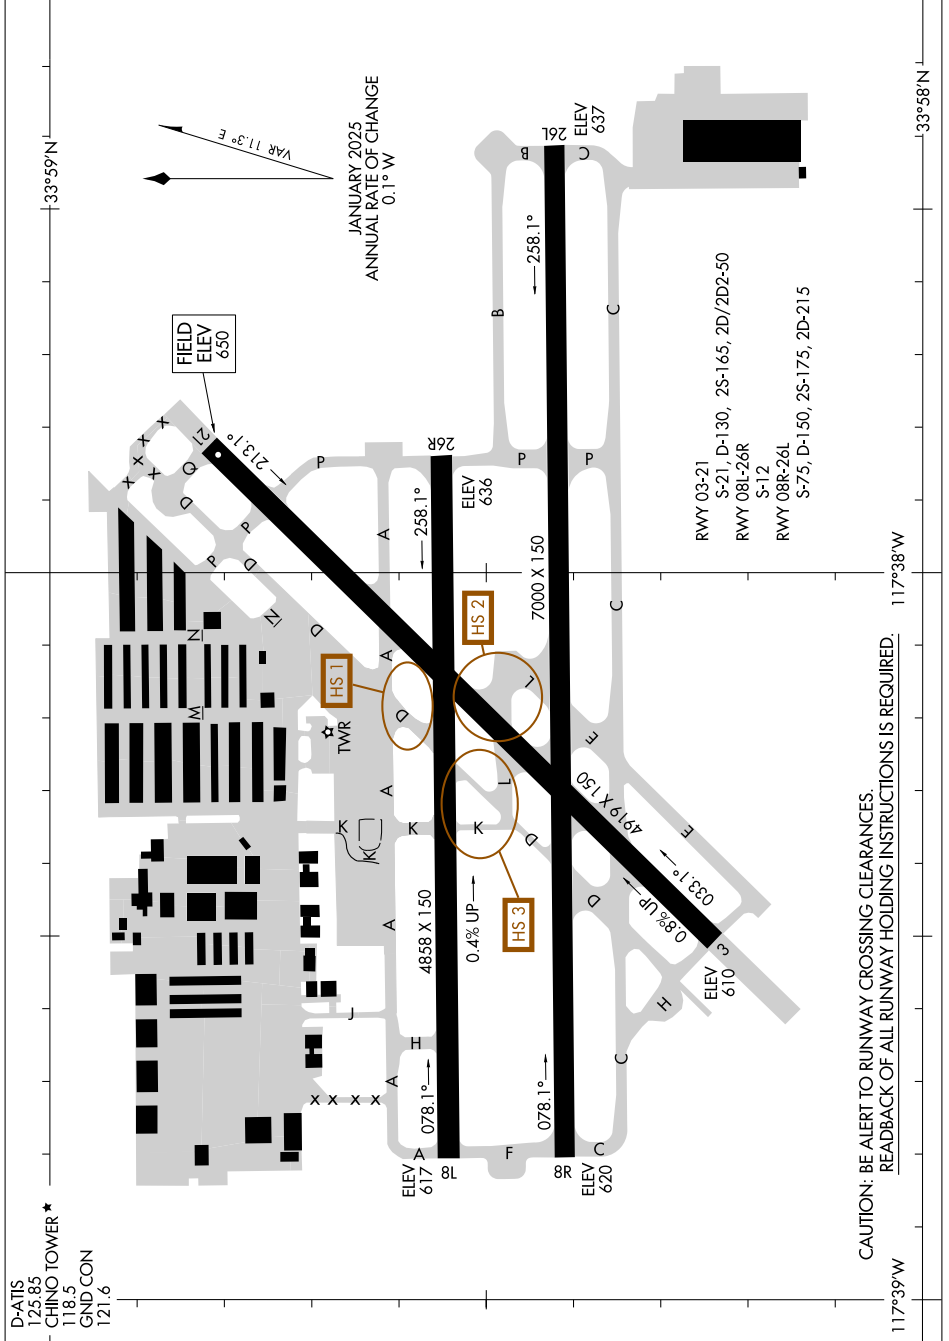 D-ATIS
125.85
CHINO TOWER★
118.5
GND CON
121.6
33°59'N
33°58'N
117°38'W
117°39'W
VAR 11.3° E
JANUARY 2025
ANNUAL RATE OF CHANGE
0.1° W
FIELD
ELEV
650
21
213.1°
X
X
X
X
X
Q
D
P
P
D
N
N
M
D
P
A
A
A
A
A
A
26R
ELEV
636
258.1°
P
P
B
B
C
C
C
26L
ELEV
637
258.1°
7000 X 150
HS 1
HS 2
HS 3
TWR
D
L
L
K
K
K
K
D
D
E
E
4919 X 150
033.1°
0.8% UP
3
ELEV
610
H
H
J
X X X X
4858 X 150
0.4% UP
078.1°
078.1°
8L
ELEV
617
F
8R
ELEV
620
C
C
RWY 03-21
S-21, D-130, 2S-165, 2D/2D2-50
RWY 08L-26R
S-12
RWY 08R-26L
S-75, D-150, 2S-175, 2D-215
CAUTION: BE ALERT TO RUNWAY CROSSING CLEARANCES.
READBACK OF ALL RUNWAY HOLDING INSTRUCTIONS IS REQUIRED.